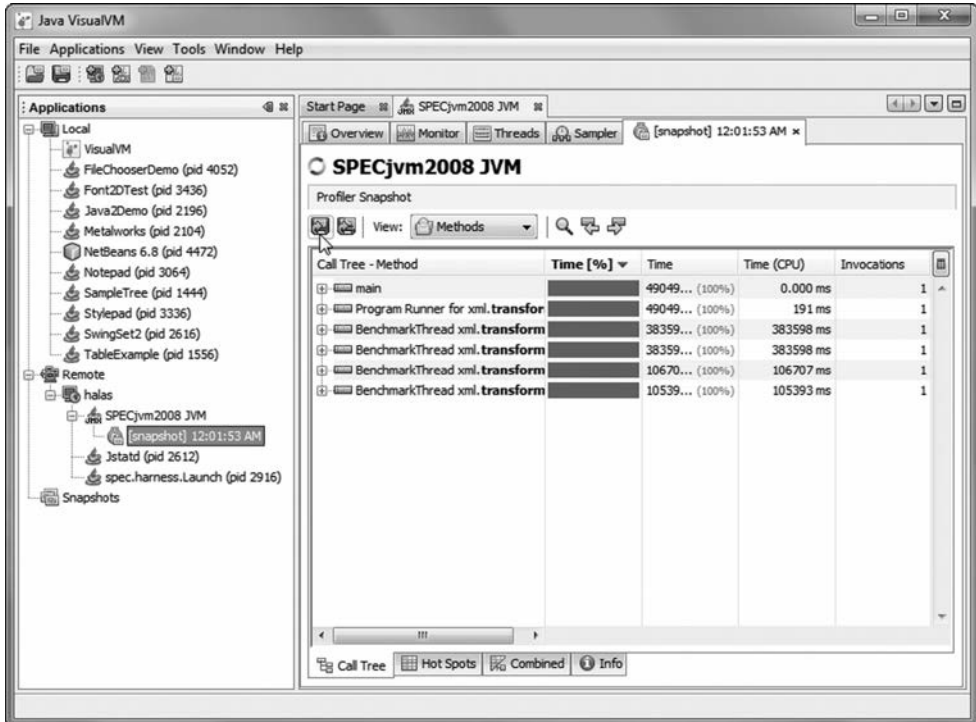 Java VisualVM
File Applications View Tools Window Help
Applications
Local
VisualVM
FileChooserDemo (pid 4052)
Font2DTest (pid 3436)
Java2Demo (pid 2196)
Metalworks (pid 2104)
NetBeans 6.8 (pid 4472)
Notepad (pid 3064)
SampleTree (pid 1444)
Stylepad (pid 3336)
SwingSet2 (pid 2616)
TableExample (pid 1556)
Remote
halas
SPECjvm2008 JVM
[snapshot] 12:01:53 AM
Jstatd (pid 2612)
spec.harness.Launch (pid 2916)
Snapshots
Start Page SPECjvm2008 JVM
Overview Monitor Threads Sampler [snapshot] 12:01:53 AM
SPECjvm2008 JVM
Profiler Snapshot
View: Methods
Call Tree - Method Time [%] Time Time (CPU) Invocations
main 49049... (100%) 0.000 ms 1
Program Runner for xml.transfor 49049... (100%) 191 ms 1
BenchmarkThread xml.transform 38359... (100%) 383598 ms 1
BenchmarkThread xml.transform 38359... (100%) 383598 ms 1
BenchmarkThread xml.transform 10670... (100%) 106707 ms 1
BenchmarkThread xml.transform 10539... (100%) 105393 ms 1
Call Tree Hot Spots Combined Info